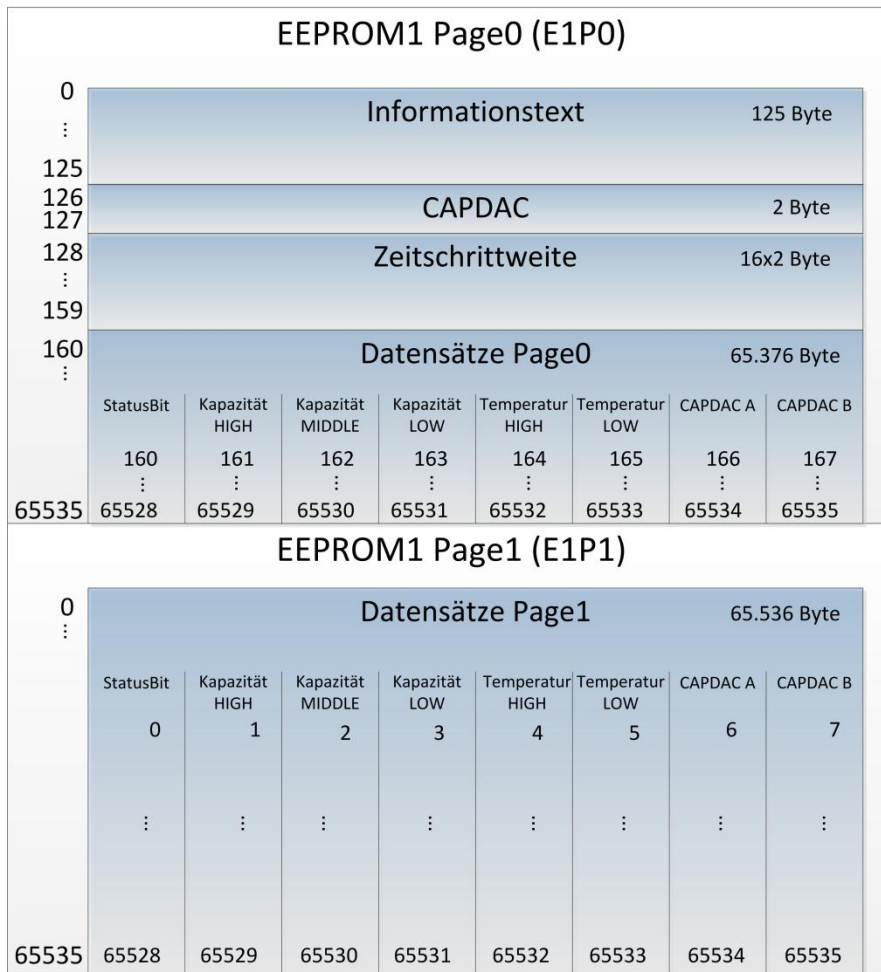 EEPROM1 Page0 (E1P0)
0
⋮
125
Informationstext 125 Byte
126
127
CAPDAC 2 Byte
128
⋮
159
Zeitschrittweite 16x2 Byte
160
⋮
Datensätze Page0 65.376 Byte
StatusBit Kapazität HIGH Kapazität MIDDLE Kapazität LOW Temperatur HIGH Temperatur LOW CAPDAC A CAPDAC B
160 161 162 163 164 165 166 167
⋮ ⋮ ⋮ ⋮ ⋮ ⋮ ⋮ ⋮
65535 65528 65529 65530 65531 65532 65533 65534 65535
EEPROM1 Page1 (E1P1)
0
⋮
Datensätze Page1 65.536 Byte
StatusBit Kapazität HIGH Kapazität MIDDLE Kapazität LOW Temperatur HIGH Temperatur LOW CAPDAC A CAPDAC B
0 1 2 3 4 5 6 7
⋮ ⋮ ⋮ ⋮ ⋮ ⋮ ⋮ ⋮
65535 65528 65529 65530 65531 65532 65533 65534 65535